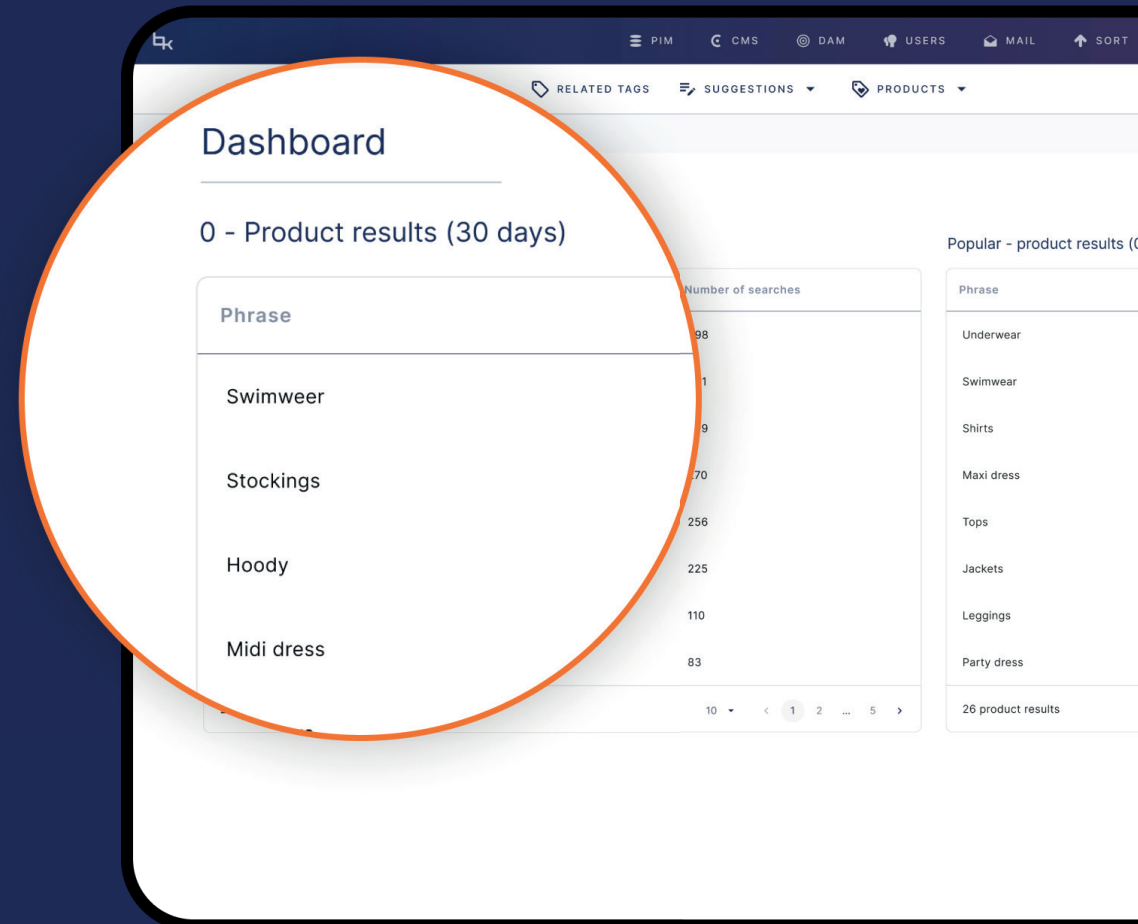 PIM CMS DAM USERS MAIL SORT
RELATED TAGS SUGGESTIONS PRODUCTS
Dashboard
0 - Product results (30 days)
Phrase
Swimweer
Stockings
Hoody
Midi dress
Number of searches
256
225
110
83
10 < 1 2 ... 5 >
Popular - product results (
Phrase
Underwear
Swimwear
Shirts
Maxi dress
Tops
Jackets
Leggings
Party dress
26 product results